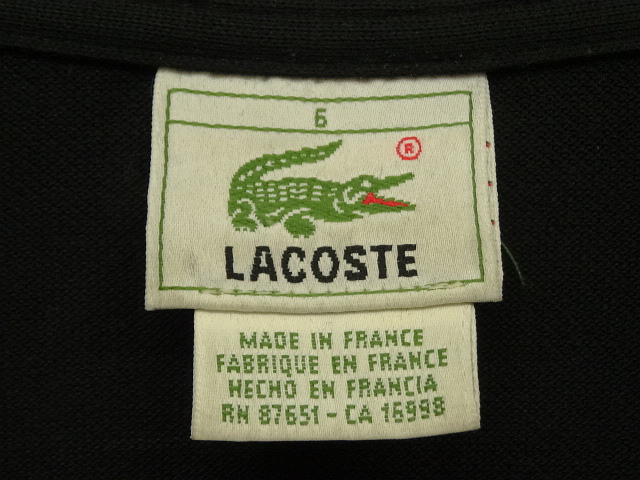 6
®
LACOSTE
MADE IN FRANCE
FABRIQUE EN FRANCE
HECHO EN FRANCIA
RN 87651 - CA 16998